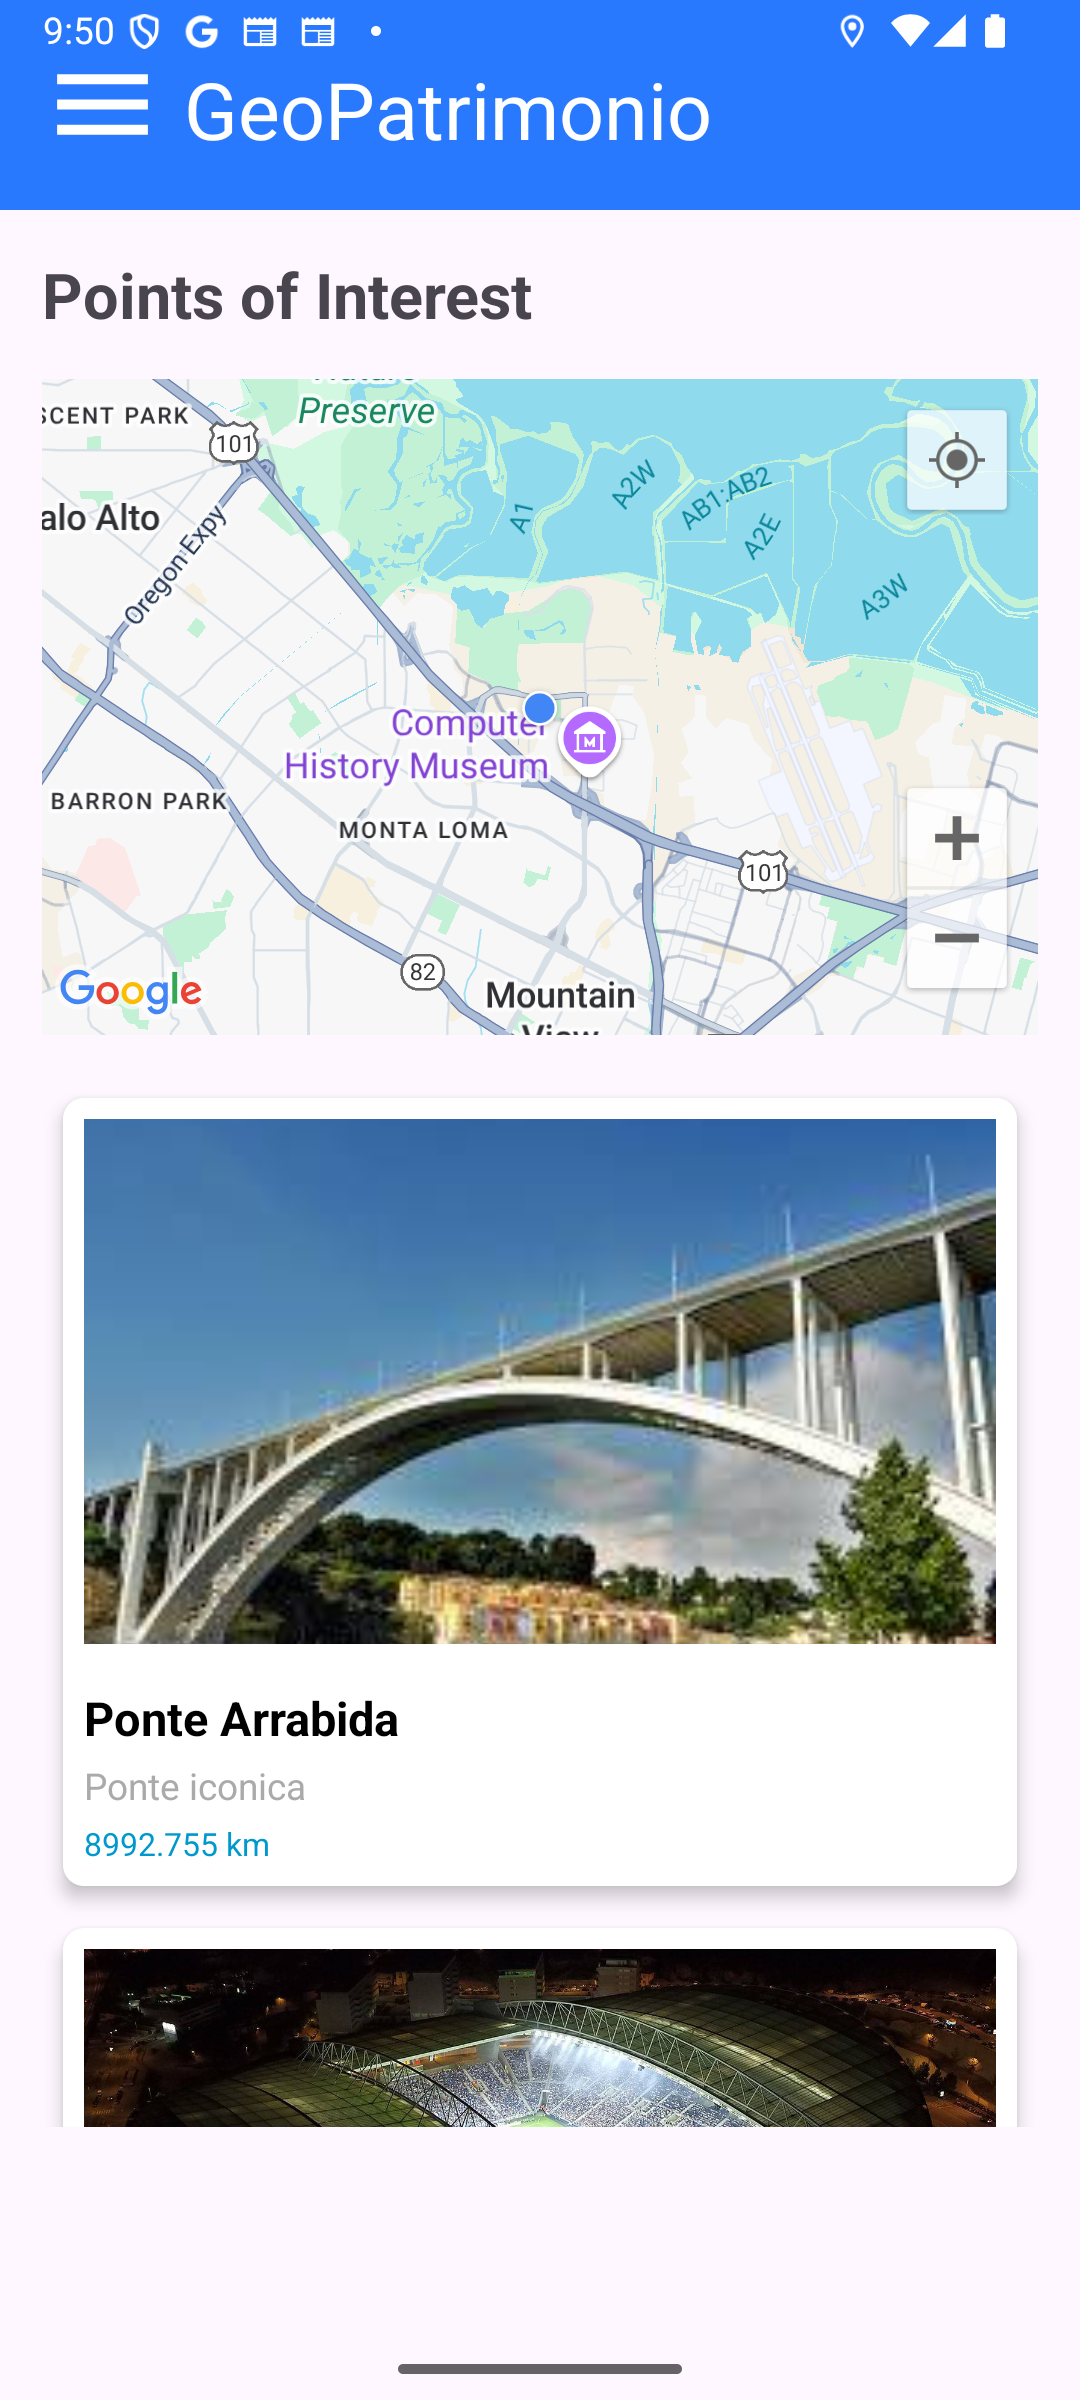 9:50
GeoPatrimonio
Points of Interest
Preserve
SCENT PARK
101
alo Alto
Oregon Expy
A1
A2W
AB1:AB2
A2E
A3W
Computer
History Museum
BARRON PARK
MONTA LOMA
101
82
Google
Mountain
View
Ponte Arrabida
Ponte iconica
8992.755 km